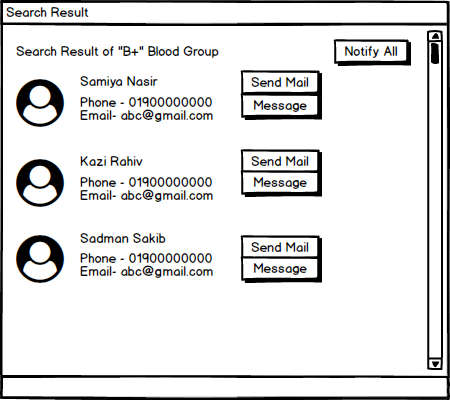 Search Result
Search Result of "B+" Blood Group
Notify All
Samiya Nasir
Phone - 01900000000
Email- abc@gmail.com
Send Mail
Message
Kazi Rahiv
Phone - 01900000000
Email- abc@gmail.com
Send Mail
Message
Sadman Sakib
Phone - 01900000000
Email- abc@gmail.com
Send Mail
Message